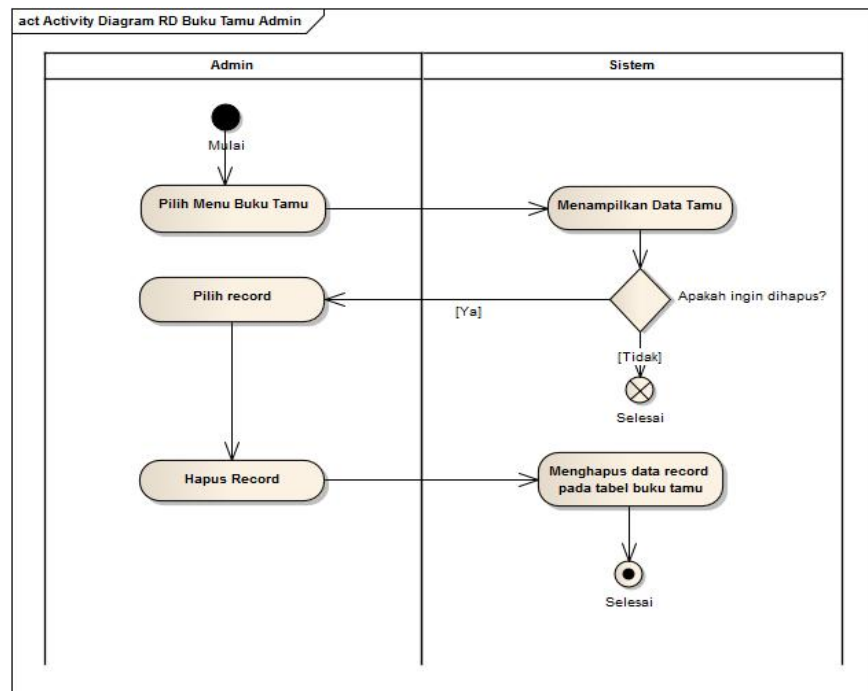 act Activity Diagram RD Buku Tamu Admin
Admin
Sistem
Mulai
Pilih Menu Buku Tamu
Menampilkan Data Tamu
Pilih record
Apakah ingin dihapus?
[Ya]
[Tidak]
Selesai
Hapus Record
Menghapus data record
pada tabel buku tamu
Selesai